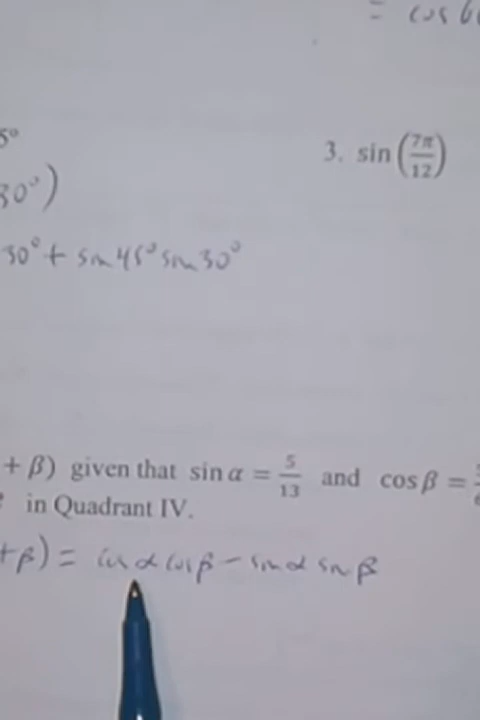 = cos 6
5°
30°)
3. sin (7π/12)
30° + sin 45° sin 30°
+ β) given that sin α = 5/13 and cos β =
in Quadrant IV.
+ β) = cos α cos β − sin α sin β